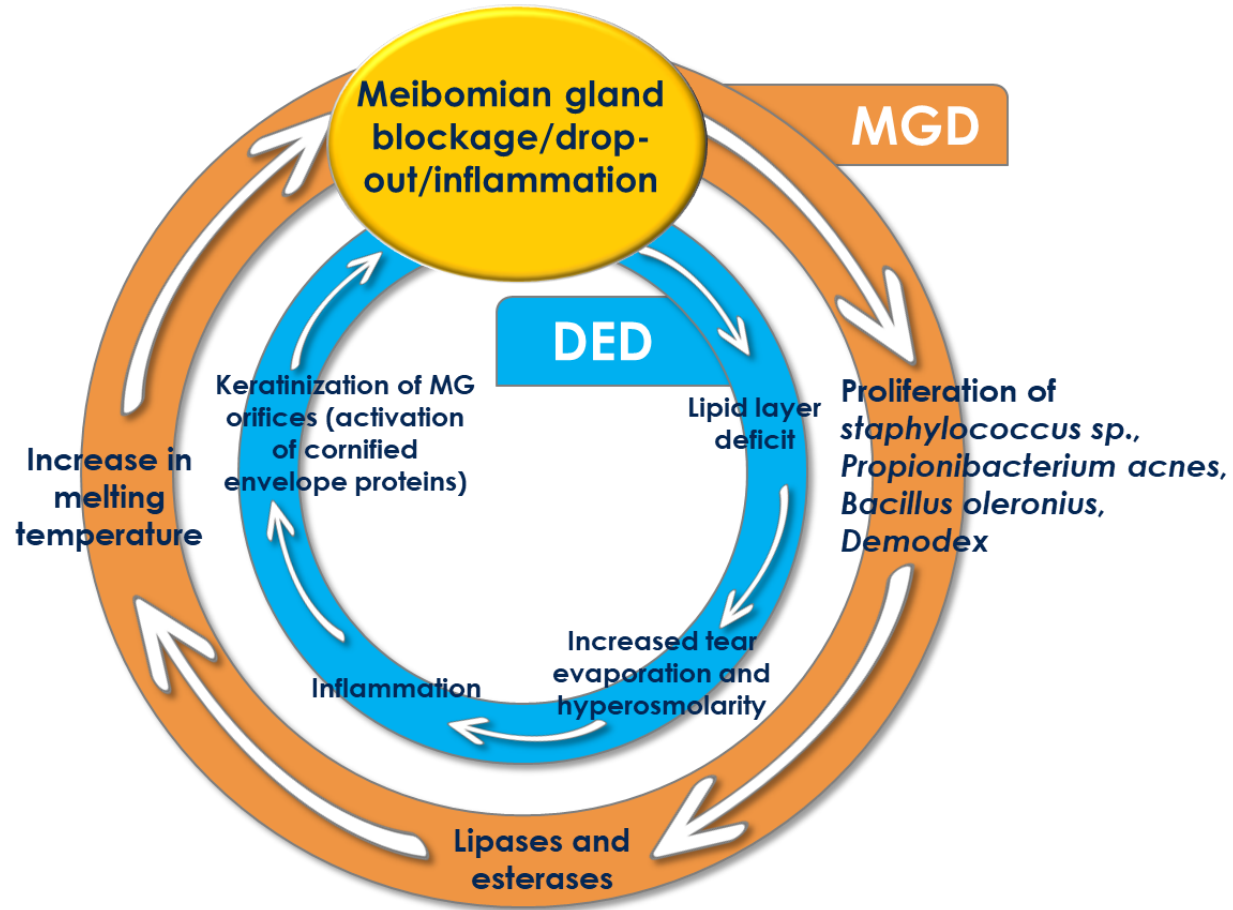 Meibomian gland
blockage/drop-
out/inflammation
MGD
DED
Keratinization of MG
orifices (activation
of cornified
envelope proteins)
Lipid layer
deficit
Proliferation of
staphylococcus sp.,
Propionibacterium acnes,
Bacillus oleronius,
Demodex
Increase in
melting
temperature
Increased tear
evaporation and
hyperosmolarity
Inflammation
Lipases and
esterases